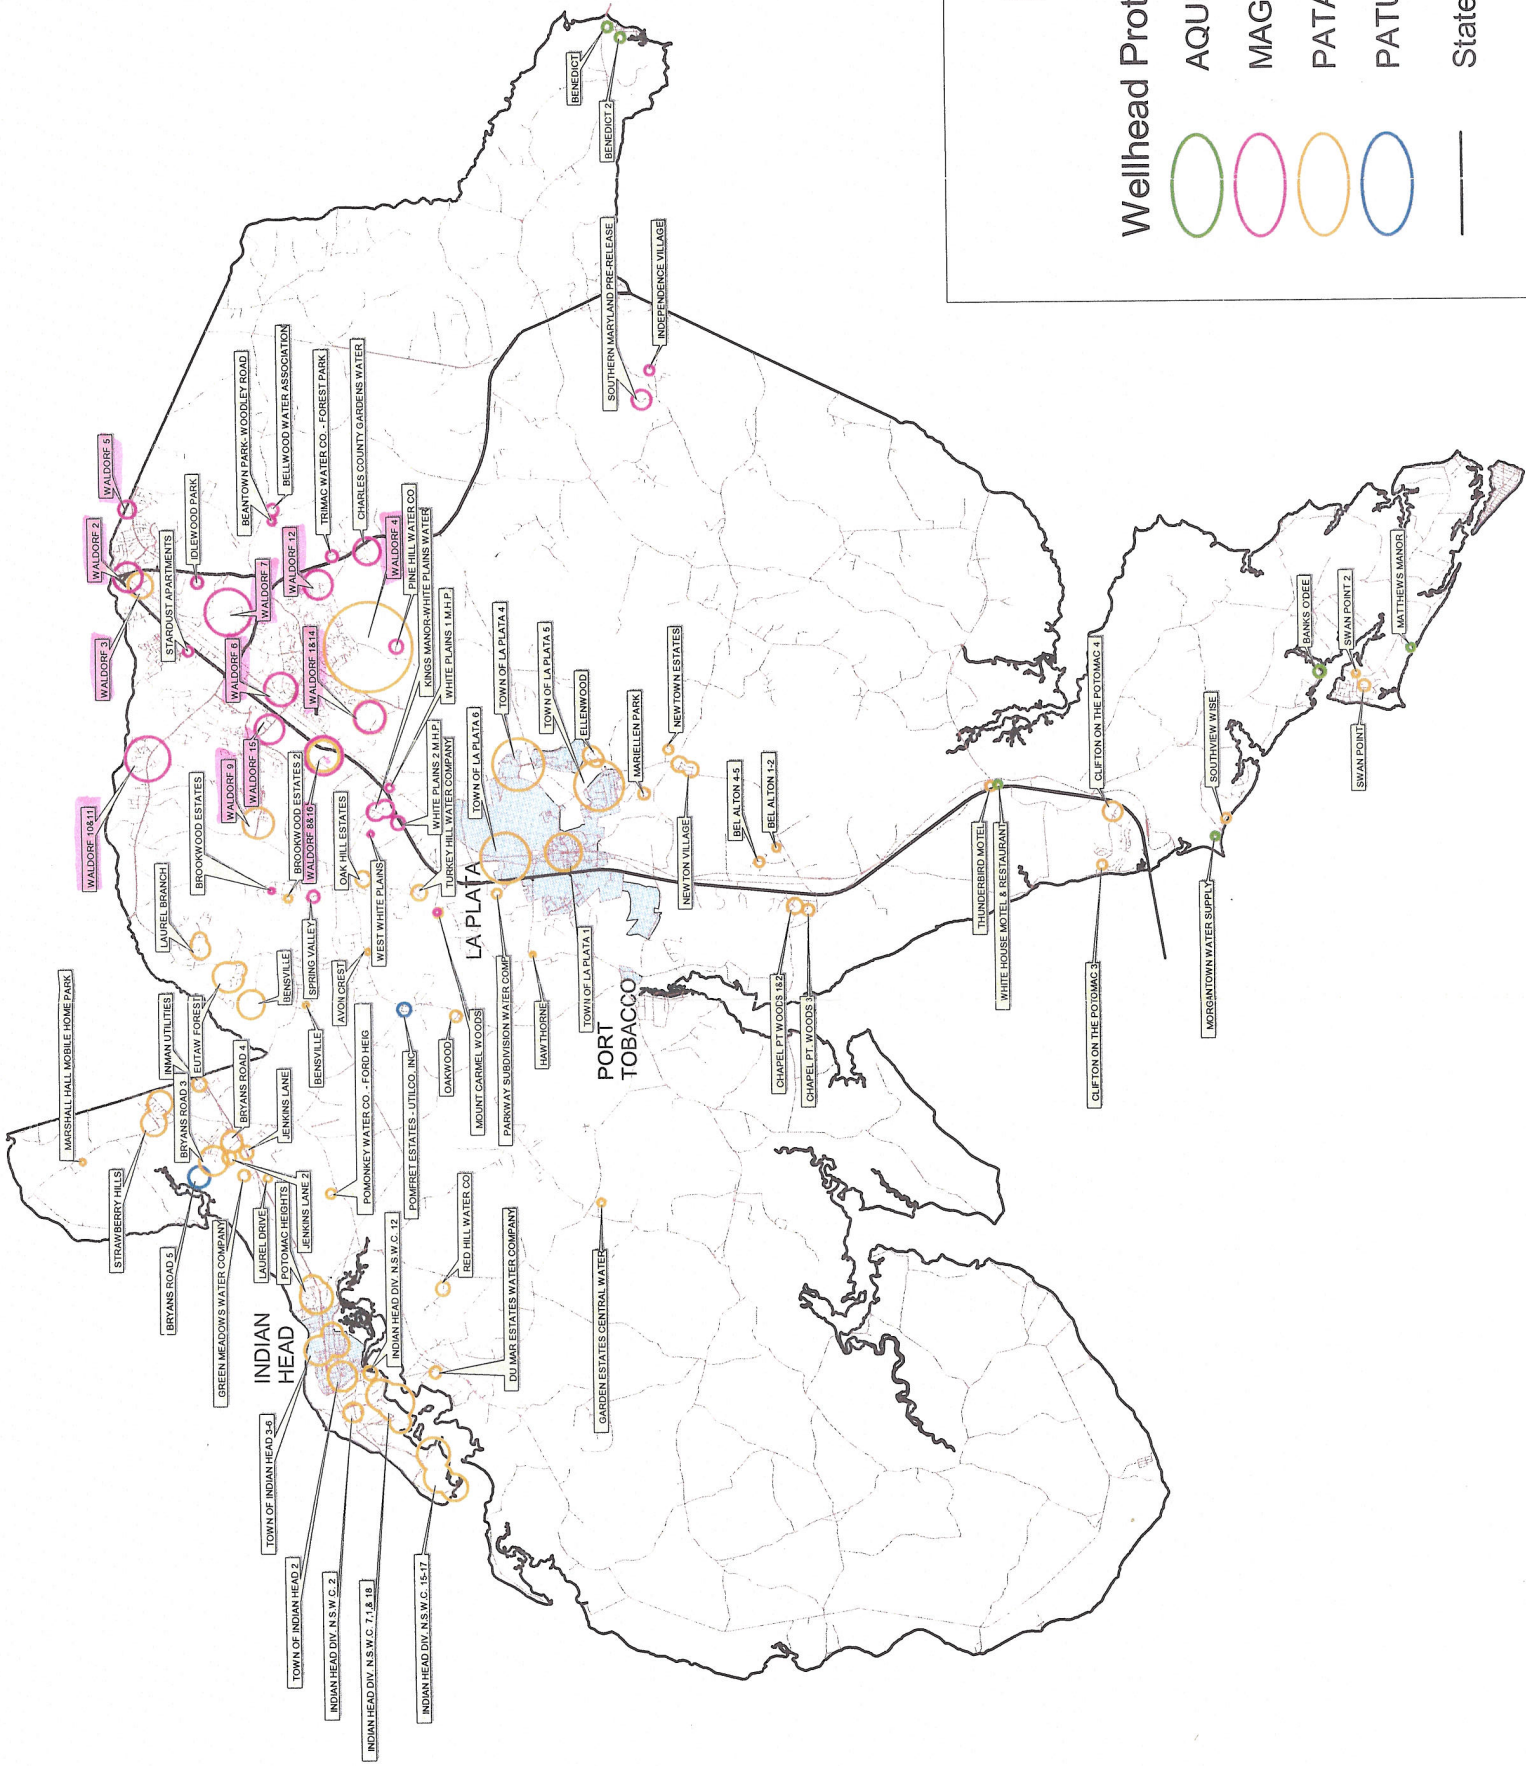 MARSHALL HALL MOBILE HOME PARK
STRAWBERRY HILLS
BRYANS ROAD 5
GREEN MEADOWS WATER COMPANY
LAUREL DRIVE
POTOMAC HEIGHTS
JENKINS LANE 2
JENKINS LANE
BRYANS ROAD 3
BRYANS ROAD 4
INMAN UTILITIES
EUTAW FOREST
LAUREL BRANCH
BENSVILLE
BENSVILLE
SPRING VALLEY
AVON CREST
WEST WHITE PLAINS
OAK HILL ESTATES
BROOKWOOD ESTATES
BROOKWOOD ESTATES 2
WALDORF 8&16
WALDORF 9
WALDORF 15
WALDORF 10&11
WALDORF 6
WALDORF 1&14
WALDORF 3
WALDORF 2
WALDORF 5
STARDUST APARTMENTS
IDLEWOOD PARK
WALDORF 7
WALDORF 12
WALDORF 4
BEANTOWN PARK- WOODLEY ROAD
BELLWOOD WATER ASSOCIATION
TRIMAC WATER CO. - FOREST PARK
CHARLES COUNTY GARDENS WATER
PINE HILL WATER CO
KINGS MANOR-WHITE PLAINS WATER
WHITE PLAINS 1 M.H.P.
WHITE PLAINS 2 M.H.P.
TURKEY HILL WATER COMPANY
POMONKEY WATER CO. - FORD HEIG
POMFRET ESTATES - UTILCO, INC
OAKWOOD
MOUNT CARMEL WOODS
PARKWAY SUBDIVISION WATER COMP
HAWTHORNE
LA PLATA
TOWN OF LA PLATA 6
TOWN OF LA PLATA 4
TOWN OF LA PLATA 5
TOWN OF LA PLATA 1
ELLENWOOD
MARIELLEN PARK
NEWTOWN ESTATES
NEWTON VILLAGE
BEL ALTON 4-5
BEL ALTON 1-2
PORT
TOBACCO
CHAPEL PT WOODS 1&2
CHAPEL PT. WOODS 3
INDIAN
HEAD
TOWN OF INDIAN HEAD 3-6
TOWN OF INDIAN HEAD 2
INDIAN HEAD DIV. N.S.W.C. 2
INDIAN HEAD DIV. N.S.W.C. 7,1,& 18
INDIAN HEAD DIV. N.S.W.C. 15-17
INDIAN HEAD DIV. N.S.W.C. 12
RED HILL WATER CO
DU MAR ESTATES WATER COMPANY
GARDEN ESTATES CENTRAL WATER
SOUTHERN MARYLAND PRE-RELEASE
INDEPENDENCE VILLAGE
BENEDICT
BENEDICT 2
THUNDERBIRD MOTEL
WHITE HOUSE MOTEL & RESTAURANT
CLIFTON ON THE POTOMAC 4
CLIFTON ON THE POTOMAC 3
MORGANTOWN WATER SUPPLY
SOUTHVIEW WISE
BANKS O'DEE
SWAN POINT 2
SWAN POINT
MATTHEWS MANOR
Wellhead Prot
AQU
MAG
PATA
PATU
State